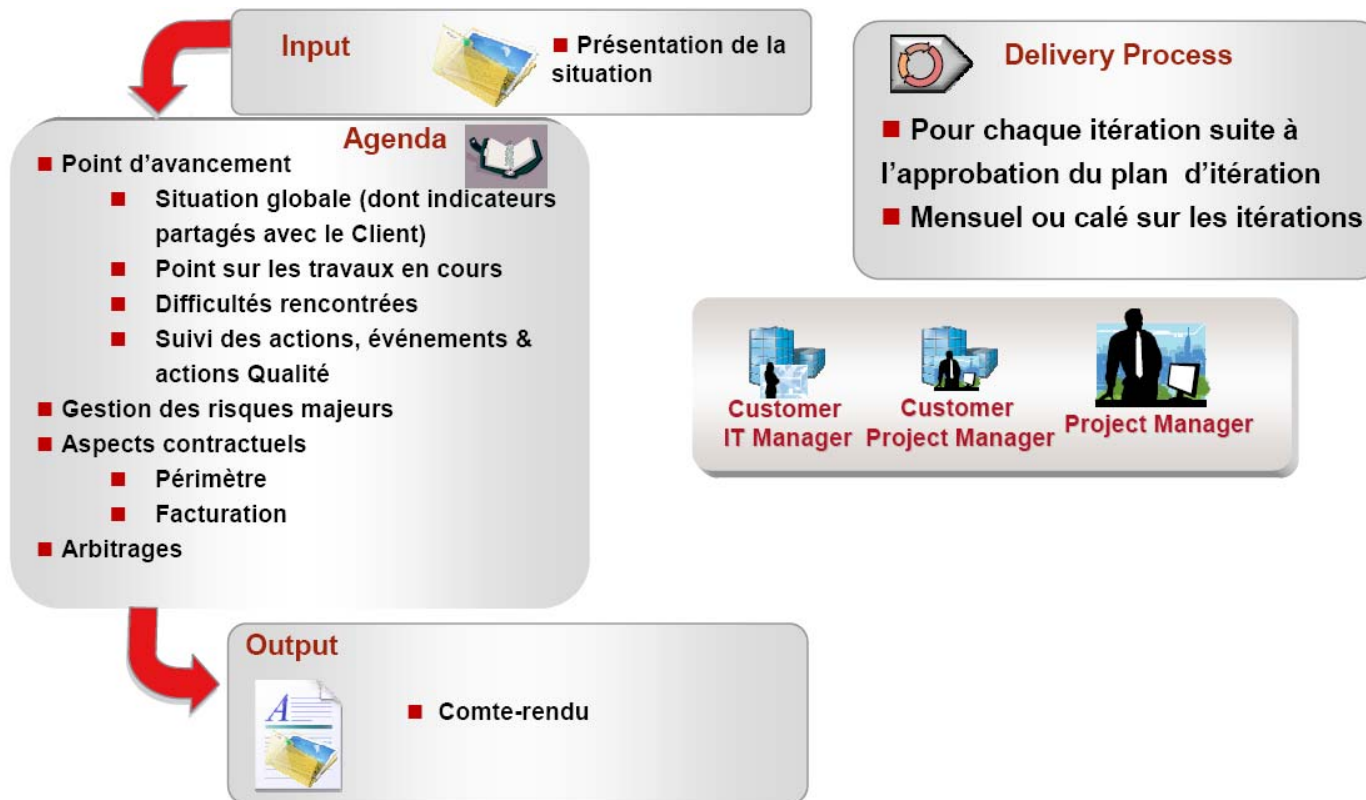 Input
■ Présentation de la
situation
Agenda
■ Point d’avancement
■ Situation globale (dont indicateurs
partagés avec le Client)
■ Point sur les travaux en cours
■ Difficultés rencontrées
■ Suivi des actions, événements &
actions Qualité
■ Gestion des risques majeurs
■ Aspects contractuels
■ Périmètre
■ Facturation
■ Arbitrages
Output
A
■ Comte-rendu
Delivery Process
■ Pour chaque itération suite à
l’approbation du plan d’itération
■ Mensuel ou calé sur les itérations
Customer
IT Manager
Customer
Project Manager
Project Manager